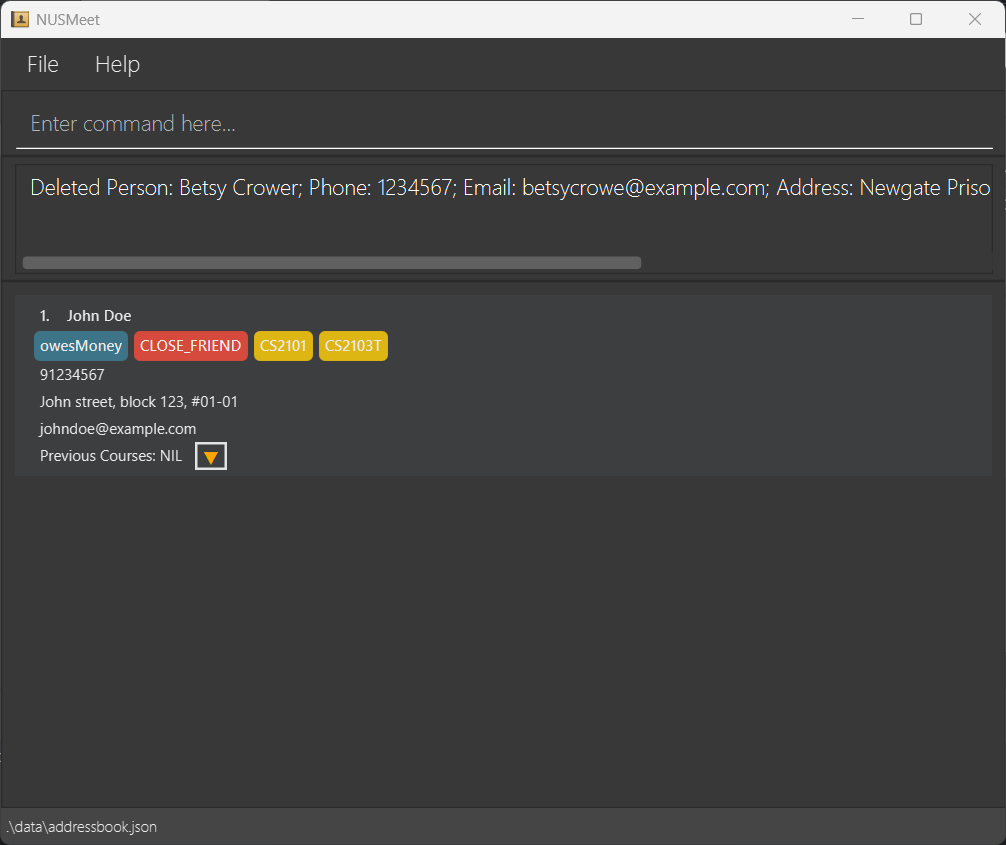 NUSMeet
File Help
Enter command here...
Deleted Person: Betsy Crower; Phone: 1234567; Email: betsycrowe@example.com; Address: Newgate Priso
1. John Doe
owesMoney CLOSE_FRIEND CS2101 CS2103T
91234567
John street, block 123, #01-01
johndoe@example.com
Previous Courses: NIL
.\data\addressbook.json